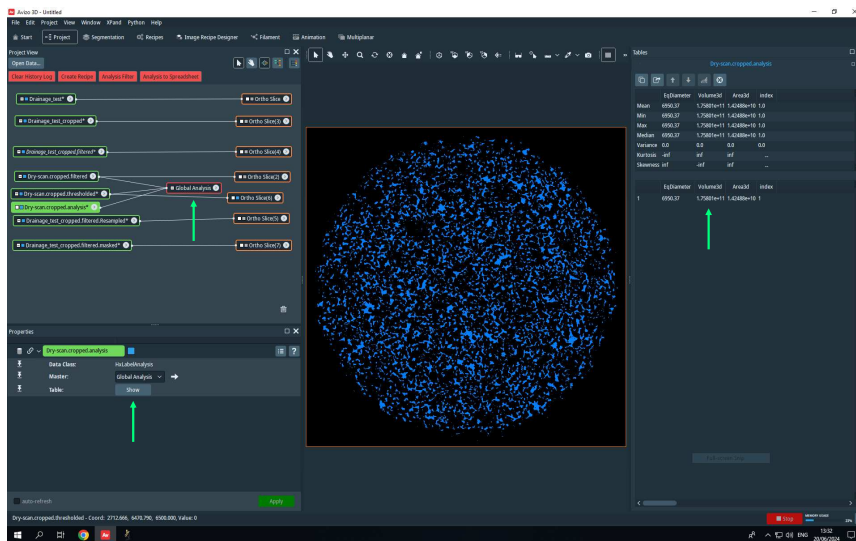 Aviso 3D - Untitled
File Edit Project View Window XPand Python Help
Start Project Segmentation Recipes Image Recipe Designer Filament Animation Multiplanar
Project View
Open Data...
Clear History Log Create Recipe Analysis Filter Analysis to Spreadsheet
Drainage_test* Ortho Slice
Drainage_test_cropped* Ortho Slice(3)
Drainage_test_cropped.filtered* Ortho Slice(4)
Dry-scan.cropped.filtered Ortho Slice(2)
Global Analysis
Dry-scan.cropped.thresholded* Ortho Slice(6)
Dry-scan.cropped.analysis*
Drainage_test_cropped.filtered.Resampled* Ortho Slice(5)
Drainage_test_cropped.filtered.masked* Ortho Slice(7)
Properties
Dry-scan.cropped.analysis
?
Data Class: HxLabelAnalysis
Master: Global Analysis
Table: Show
auto-refresh Apply
Tables
Dry-scan.cropped.analysis
EqDiameter Volume3d Area3d index
Mean 6950.37 1.75801e+11 1.42488e+10 1.0
Min 6950.37 1.75801e+11 1.42488e+10 1.0
Max 6950.37 1.75801e+11 1.42488e+10 1.0
Median 6950.37 1.75801e+11 1.42488e+10 1.0
Variance 0.0 0.0 0.0 0.0
Kurtosis -inf inf inf ...
Skewness inf -inf inf ...
EqDiameter Volume3d Area3d index
1 6950.37 1.75801e+11 1.42488e+10 1
Dry-scan.cropped.thresholded - Coord: 2712.666, 6470.790, 6500.000, Value: 0
Stop MEMORY USAGE 22%
ENG 13:32
20/06/2024